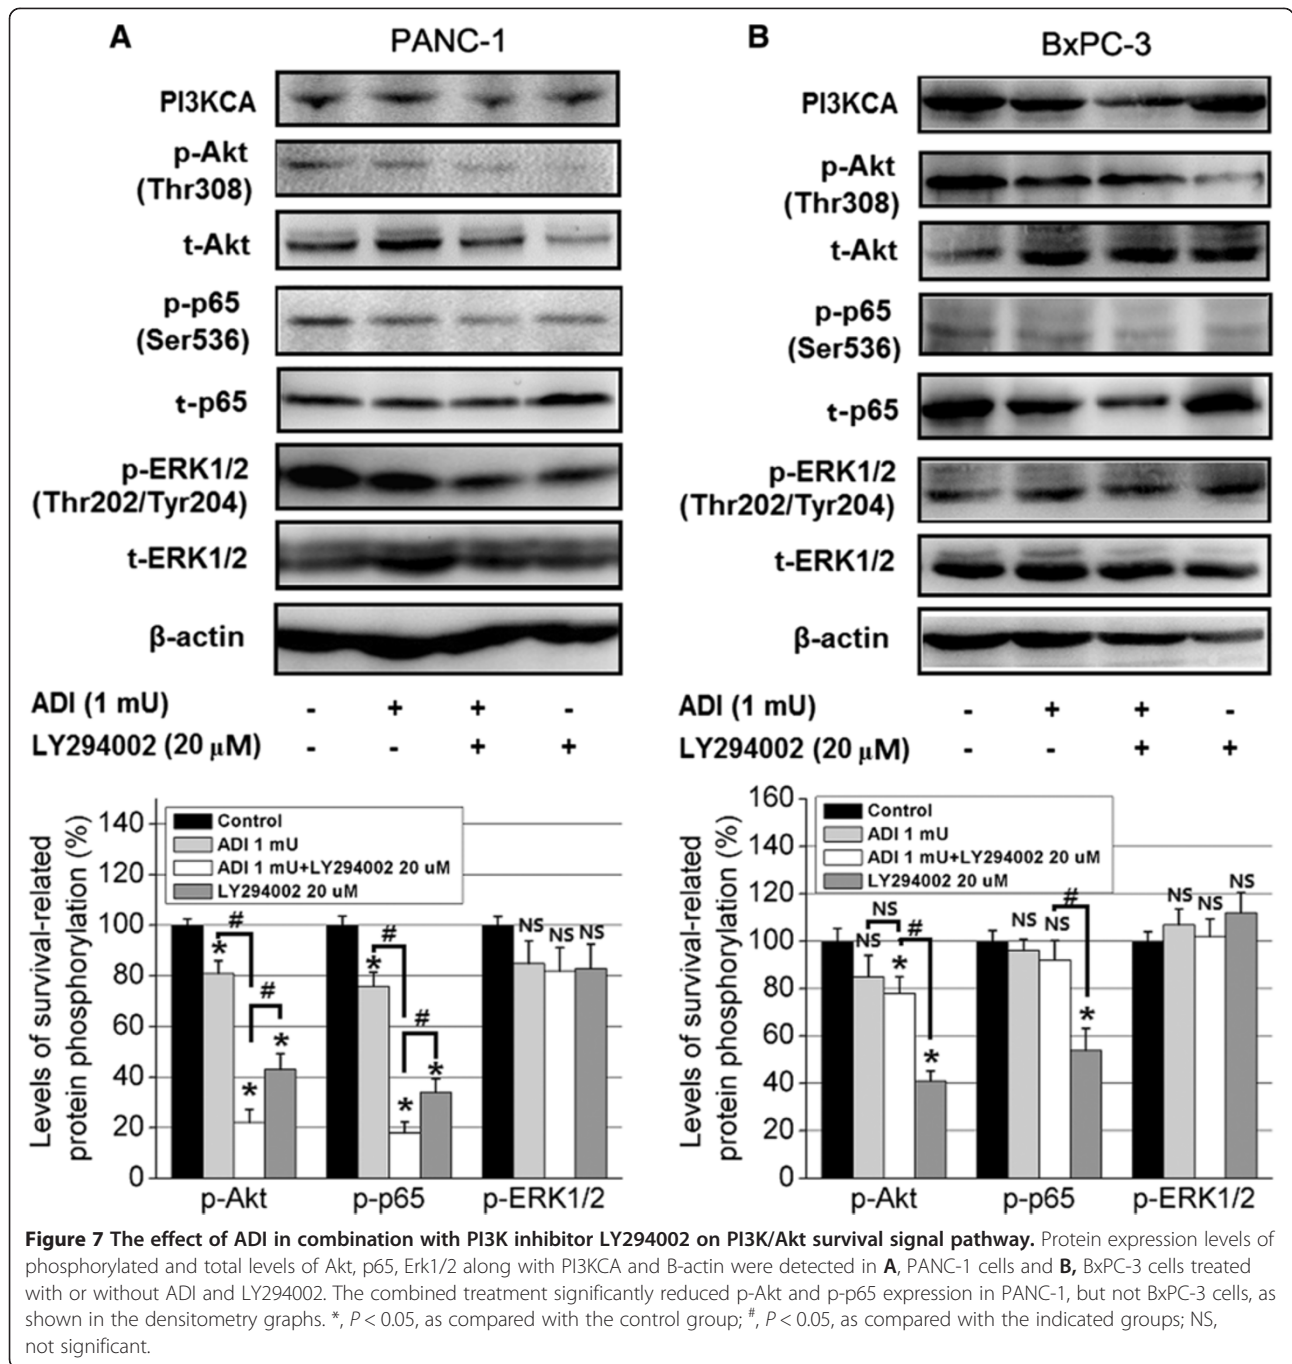 A
PANC-1
PI3KCA
p-Akt
(Thr308)
t-Akt
p-p65
(Ser536)
t-p65
p-ERK1/2
(Thr202/Tyr204)
t-ERK1/2
β-actin
ADI (1 mU) - + + -
LY294002 (20 μM) - - + +
Levels of survival-related
protein phosphorylation (%)
140
120
100
80
60
40
20
0
Control
ADI 1 mU
ADI 1 mU+LY294002 20 uM
LY294002 20 uM
* # * # *
* # * # *
NS NS NS
p-Akt p-p65 p-ERK1/2
B
BxPC-3
PI3KCA
p-Akt
(Thr308)
t-Akt
p-p65
(Ser536)
t-p65
p-ERK1/2
(Thr202/Tyr204)
t-ERK1/2
β-actin
ADI (1 mU) - + + -
LY294002 (20 μM) - - + +
Levels of survival-related
protein phosphorylation (%)
160
140
120
100
80
60
40
20
0
Control
ADI 1 mU
ADI 1 mU+LY294002 20 uM
LY294002 20 uM
NS NS * # *
NS NS # *
NS NS NS
p-Akt p-p65 p-ERK1/2
Figure 7 The effect of ADI in combination with PI3K inhibitor LY294002 on PI3K/Akt survival signal pathway. Protein expression levels of
phosphorylated and total levels of Akt, p65, Erk1/2 along with PI3KCA and B-actin were detected in A, PANC-1 cells and B, BxPC-3 cells treated
with or without ADI and LY294002. The combined treatment significantly reduced p-Akt and p-p65 expression in PANC-1, but not BxPC-3 cells, as
shown in the densitometry graphs. *, P < 0.05, as compared with the control group; #, P < 0.05, as compared with the indicated groups; NS,
not significant.